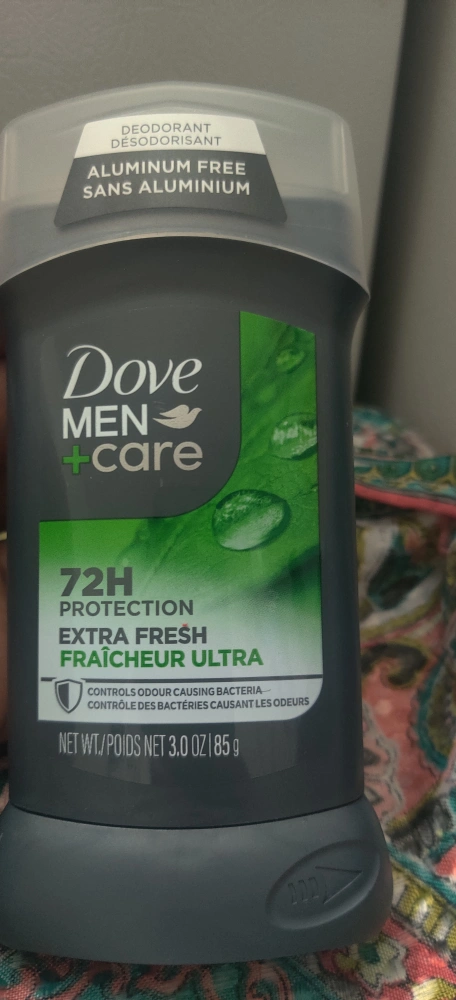 DEODORANT
DÉSODORISANT
ALUMINUM FREE
SANS ALUMINIUM
Dove
MEN
+care
72H
PROTECTION
EXTRA FRESH
FRAÎCHEUR ULTRA
CONTROLS ODOUR CAUSING BACTERIA
CONTRÔLE DES BACTÉRIES CAUSANT LES ODEURS
NET WT./POIDS NET 3.0 OZ|85 g